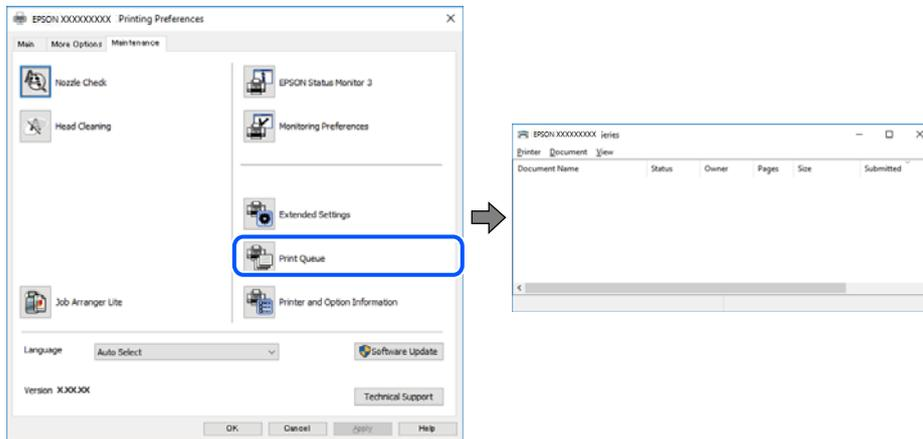 EPSON XXXXXXXXX Printing Preferences
Main More Options Maintenance
Nozzle Check
EPSON Status Monitor 3
Head Cleaning
Monitoring Preferences
Extended Settings
Print Queue
Job Arranger Lite
Printer and Option Information
Language Auto Select
Software Update
Version X.XX.XX
Technical Support
OK Cancel Apply Help
EPSON XXXXXXXXX ieries
Printer Document View
Document Name Status Owner Pages Size Submitted